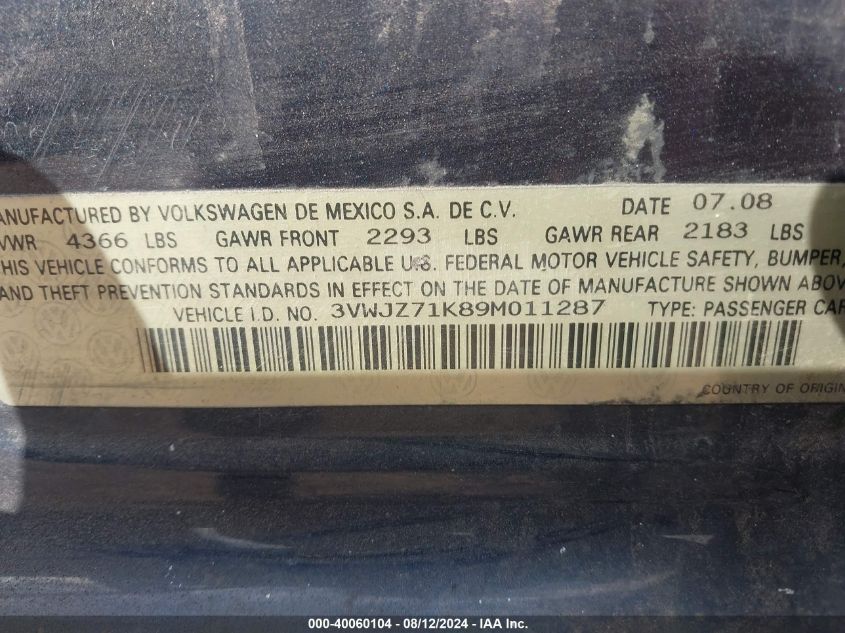 ANUFACTURED BY VOLKSWAGEN DE MEXICO S.A. DE C.V. DATE 07.08
VWR 4366 LBS GAWR FRONT 2293 LBS GAWR REAR 2183 LBS
THIS VEHICLE CONFORMS TO ALL APPLICABLE U.S. FEDERAL MOTOR VEHICLE SAFETY, BUMPER,
AND THEFT PREVENTION STANDARDS IN EFFECT ON THE DATE OF MANUFACTURE SHOWN ABOV
VEHICLE I.D. NO. 3VWJZ71K89M011287 TYPE: PASSENGER CAR
COUNTRY OF ORIGIN
000-40060104 - 08/12/2024 - IAA Inc.